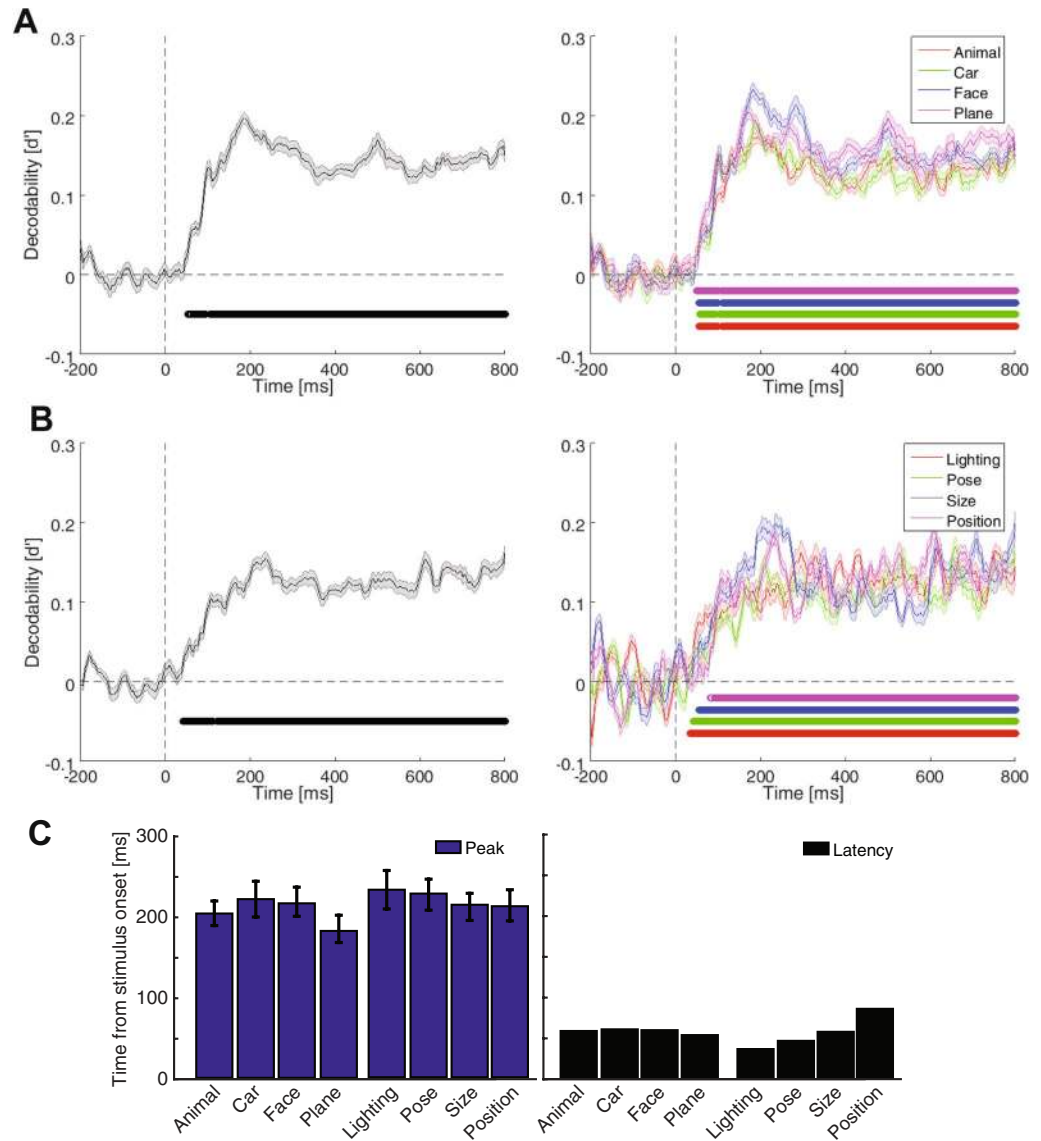 A
0.3
0.2
0.1
0
-0.1
Decodability [d']
-200 0 200 400 600 800
Time [ms]
Animal
Car
Face
Plane
0.3
0.2
0.1
0
-0.1
-200 0 200 400 600 800
Time [ms]
B
0.3
0.2
0.1
0
-0.1
Decodability [d']
-200 0 200 400 600 800
Time [ms]
Lighting
Pose
Size
Position
0.3
0.2
0.1
0
-0.1
-200 0 200 400 600 800
Time [ms]
C
Time from stimulus onset [ms]
300
200
100
0
Peak
Animal Car Face Plane Lighting Pose Size Position
Latency
Animal Car Face Plane Lighting Pose Size Position